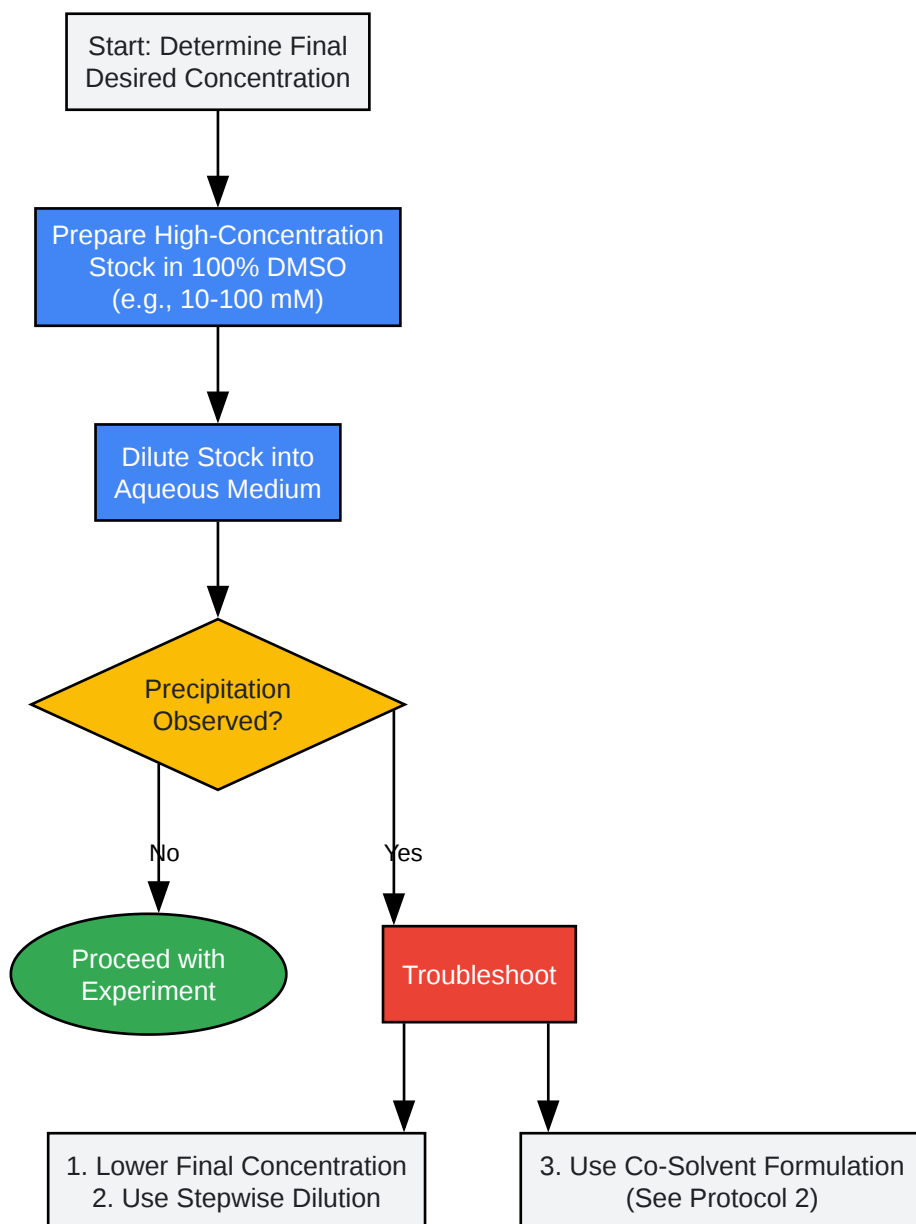 Start: Determine Final
Desired Concentration
Prepare High-Concentration
Stock in 100% DMSO
(e.g., 10-100 mM)
Dilute Stock into
Aqueous Medium
Precipitation
Observed?
No
Yes
Proceed with
Experiment
Troubleshoot
1. Lower Final Concentration
2. Use Stepwise Dilution
3. Use Co-Solvent Formulation
(See Protocol 2)